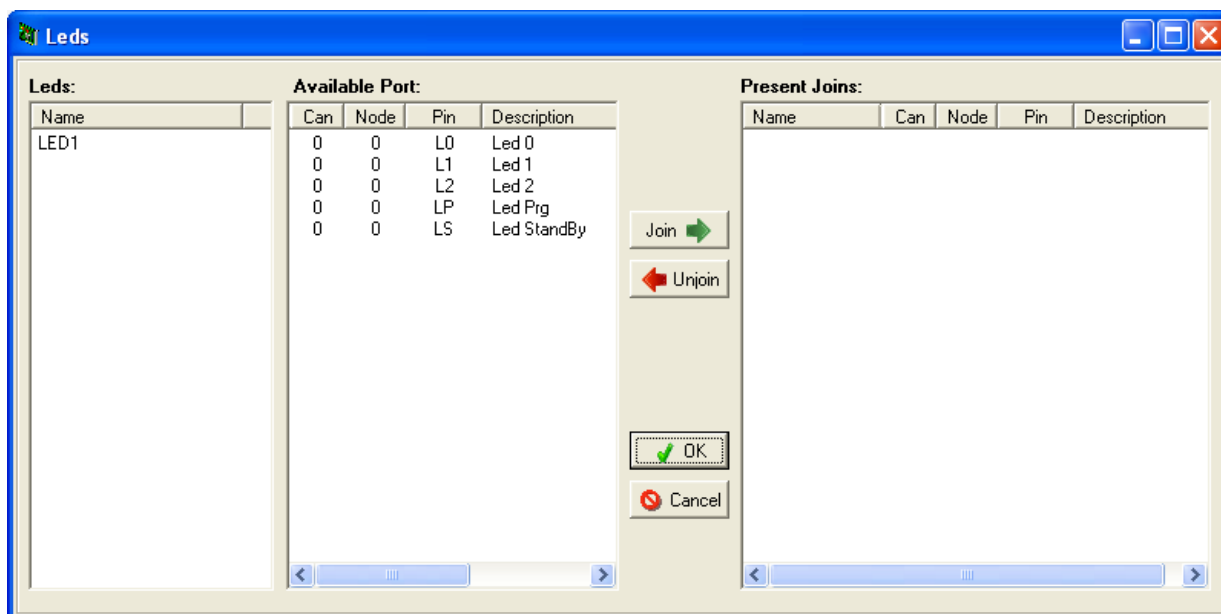 Leds
Leds:
Name
LED1
Available Port:
Can Node Pin Description
0 0 L0 Led 0
0 0 L1 Led 1
0 0 L2 Led 2
0 0 LP Led Prg
0 0 LS Led StandBy
Join
Unjoin
OK
Cancel
Present Joins:
Name Can Node Pin Description